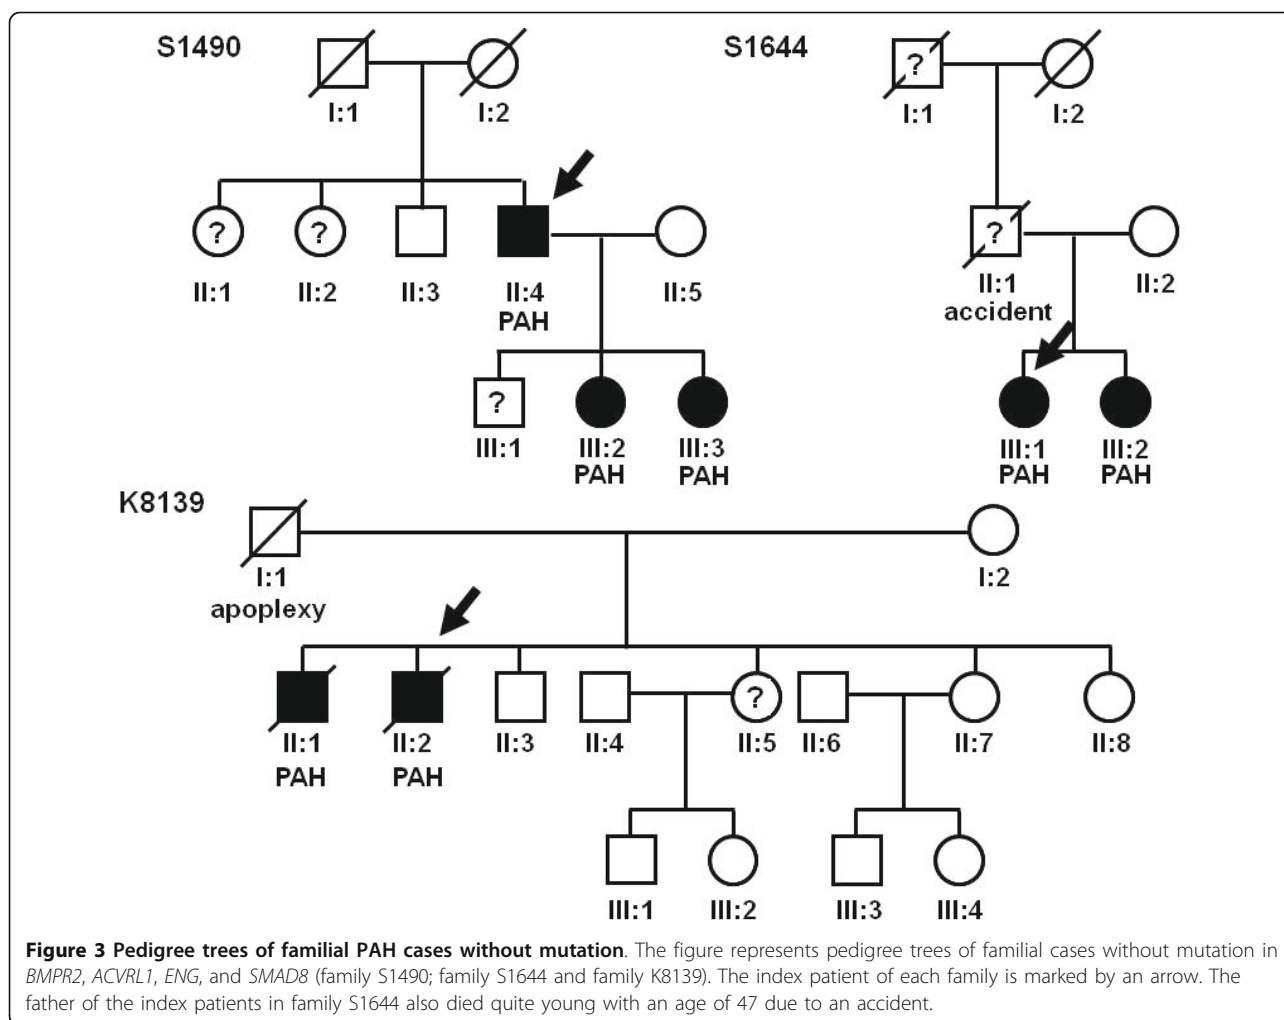 S1490
S1644
?
I:1
I:2
I:1
I:2
?
?
?
II:1
II:2
II:3
II:4
II:5
II:1
II:2
PAH
accident
?
III:1
III:2
III:3
III:1
III:2
PAH
PAH
PAH
PAH
K8139
I:1
I:2
apoplexy
?
II:1
II:2
II:3
II:4
II:5
II:6
II:7
II:8
PAH
PAH
III:1
III:2
III:3
III:4
Figure 3 Pedigree trees of familial PAH cases without mutation. The figure represents pedigree trees of familial cases without mutation in
BMPR2, ACVRL1, ENG, and SMAD8 (family S1490; family S1644 and family K8139). The index patient of each family is marked by an arrow. The
father of the index patients in family S1644 also died quite young with an age of 47 due to an accident.